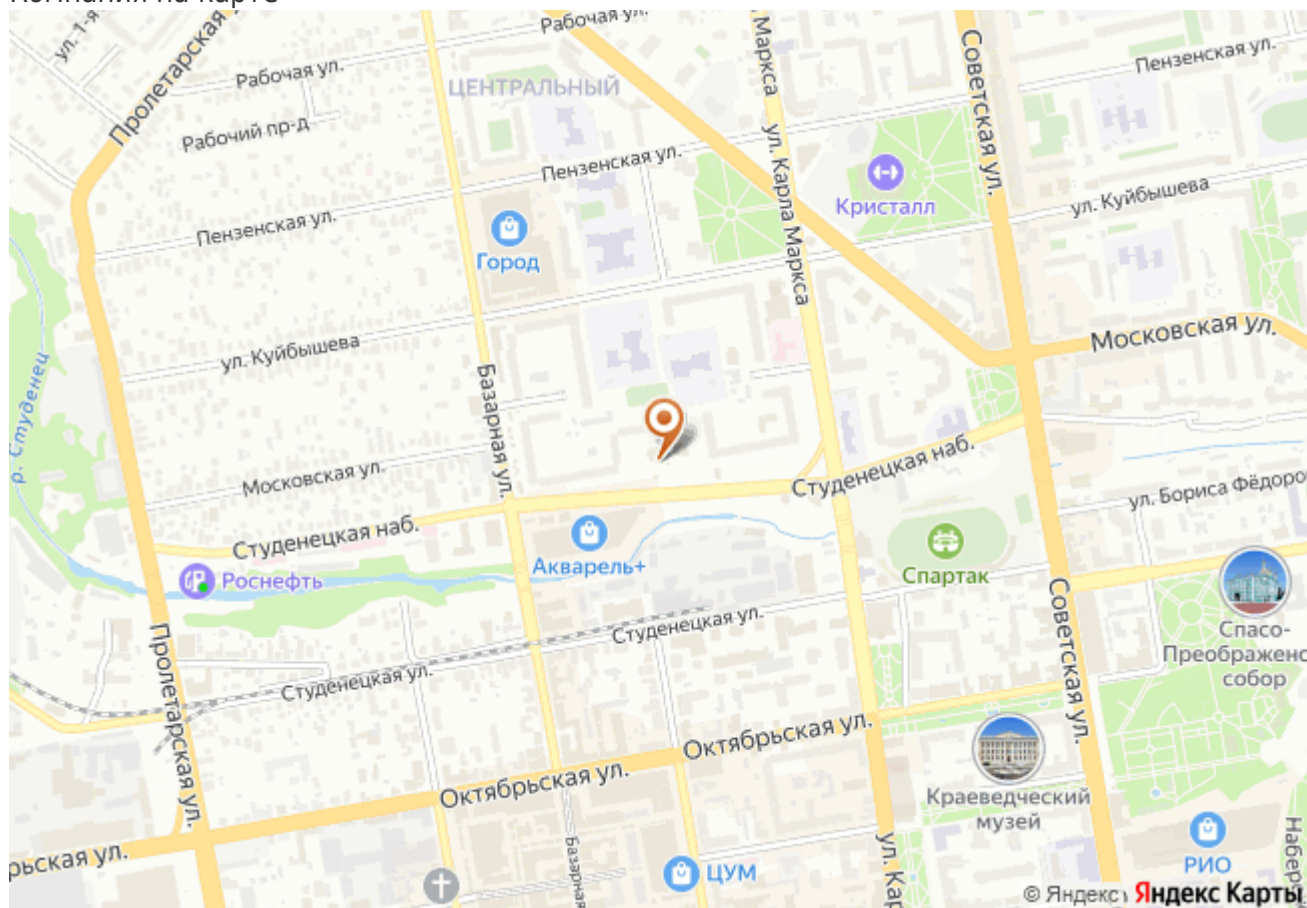 Рабочая ул.
ул. 1-я
Пролетарская
Рабочая ул.
ЦЕНТРАЛЬНЫЙ
Маркса
Советская ул.
Пензенская ул.
Рабочий пр-д
Пензенская ул.
ул. Карла Маркса
Кристалл
ул. Куйбышева
Пензенская ул.
Город
ул. Куйбышева
Московская ул.
р. Студенец
Базарная ул.
Московская ул.
Студенецкая наб.
ул. Бориса Фёдоро
Студенецкая наб.
Акварель+
Спартак
Роснефть
Студенецкая ул.
Советская ул.
Спасо-
Преображенс
собор
Пролетарская ул.
Студенецкая ул.
Октябрьская ул.
Октябрьская ул.
Краеведческий
музей
рьская ул.
Базарная
ЦУМ
ул. Кар
РИО
Набереж
© Яндекс Яндекс Карты